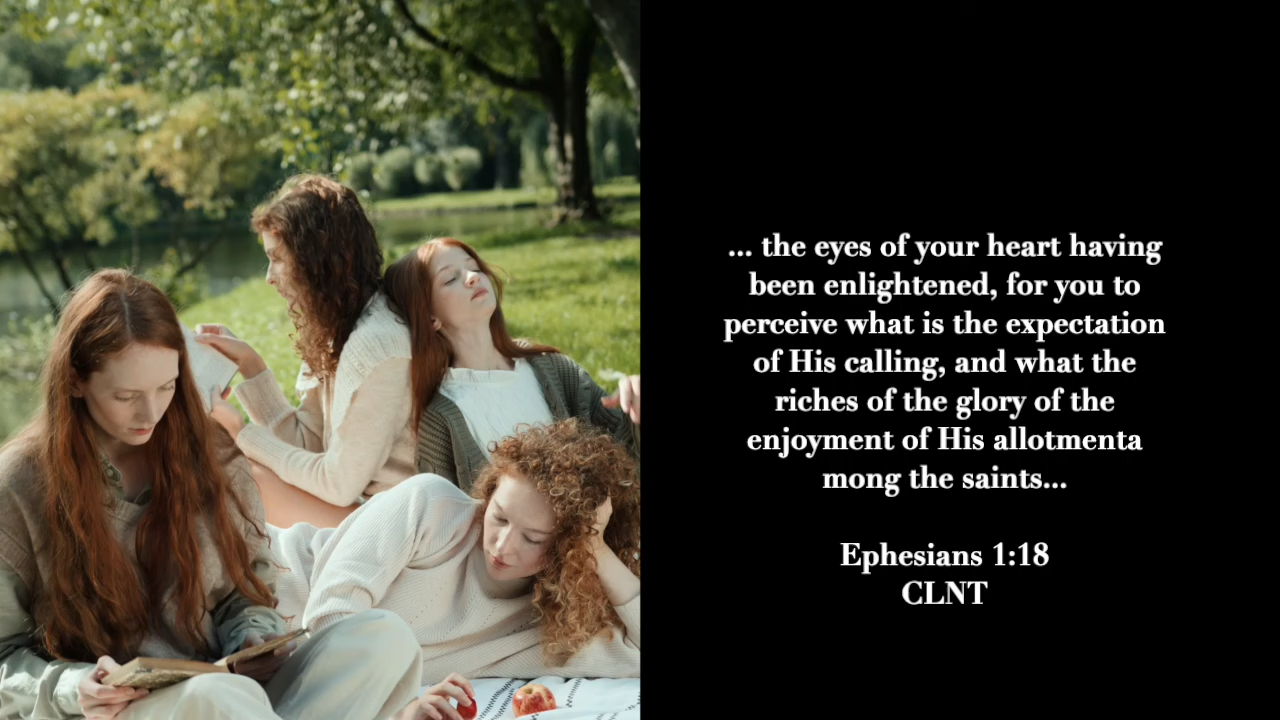 ... the eyes of your heart having
been enlightened, for you to
perceive what is the expectation
of His calling, and what the
riches of the glory of the
enjoyment of His allotmenta
mong the saints...
Ephesians 1:18
CLNT